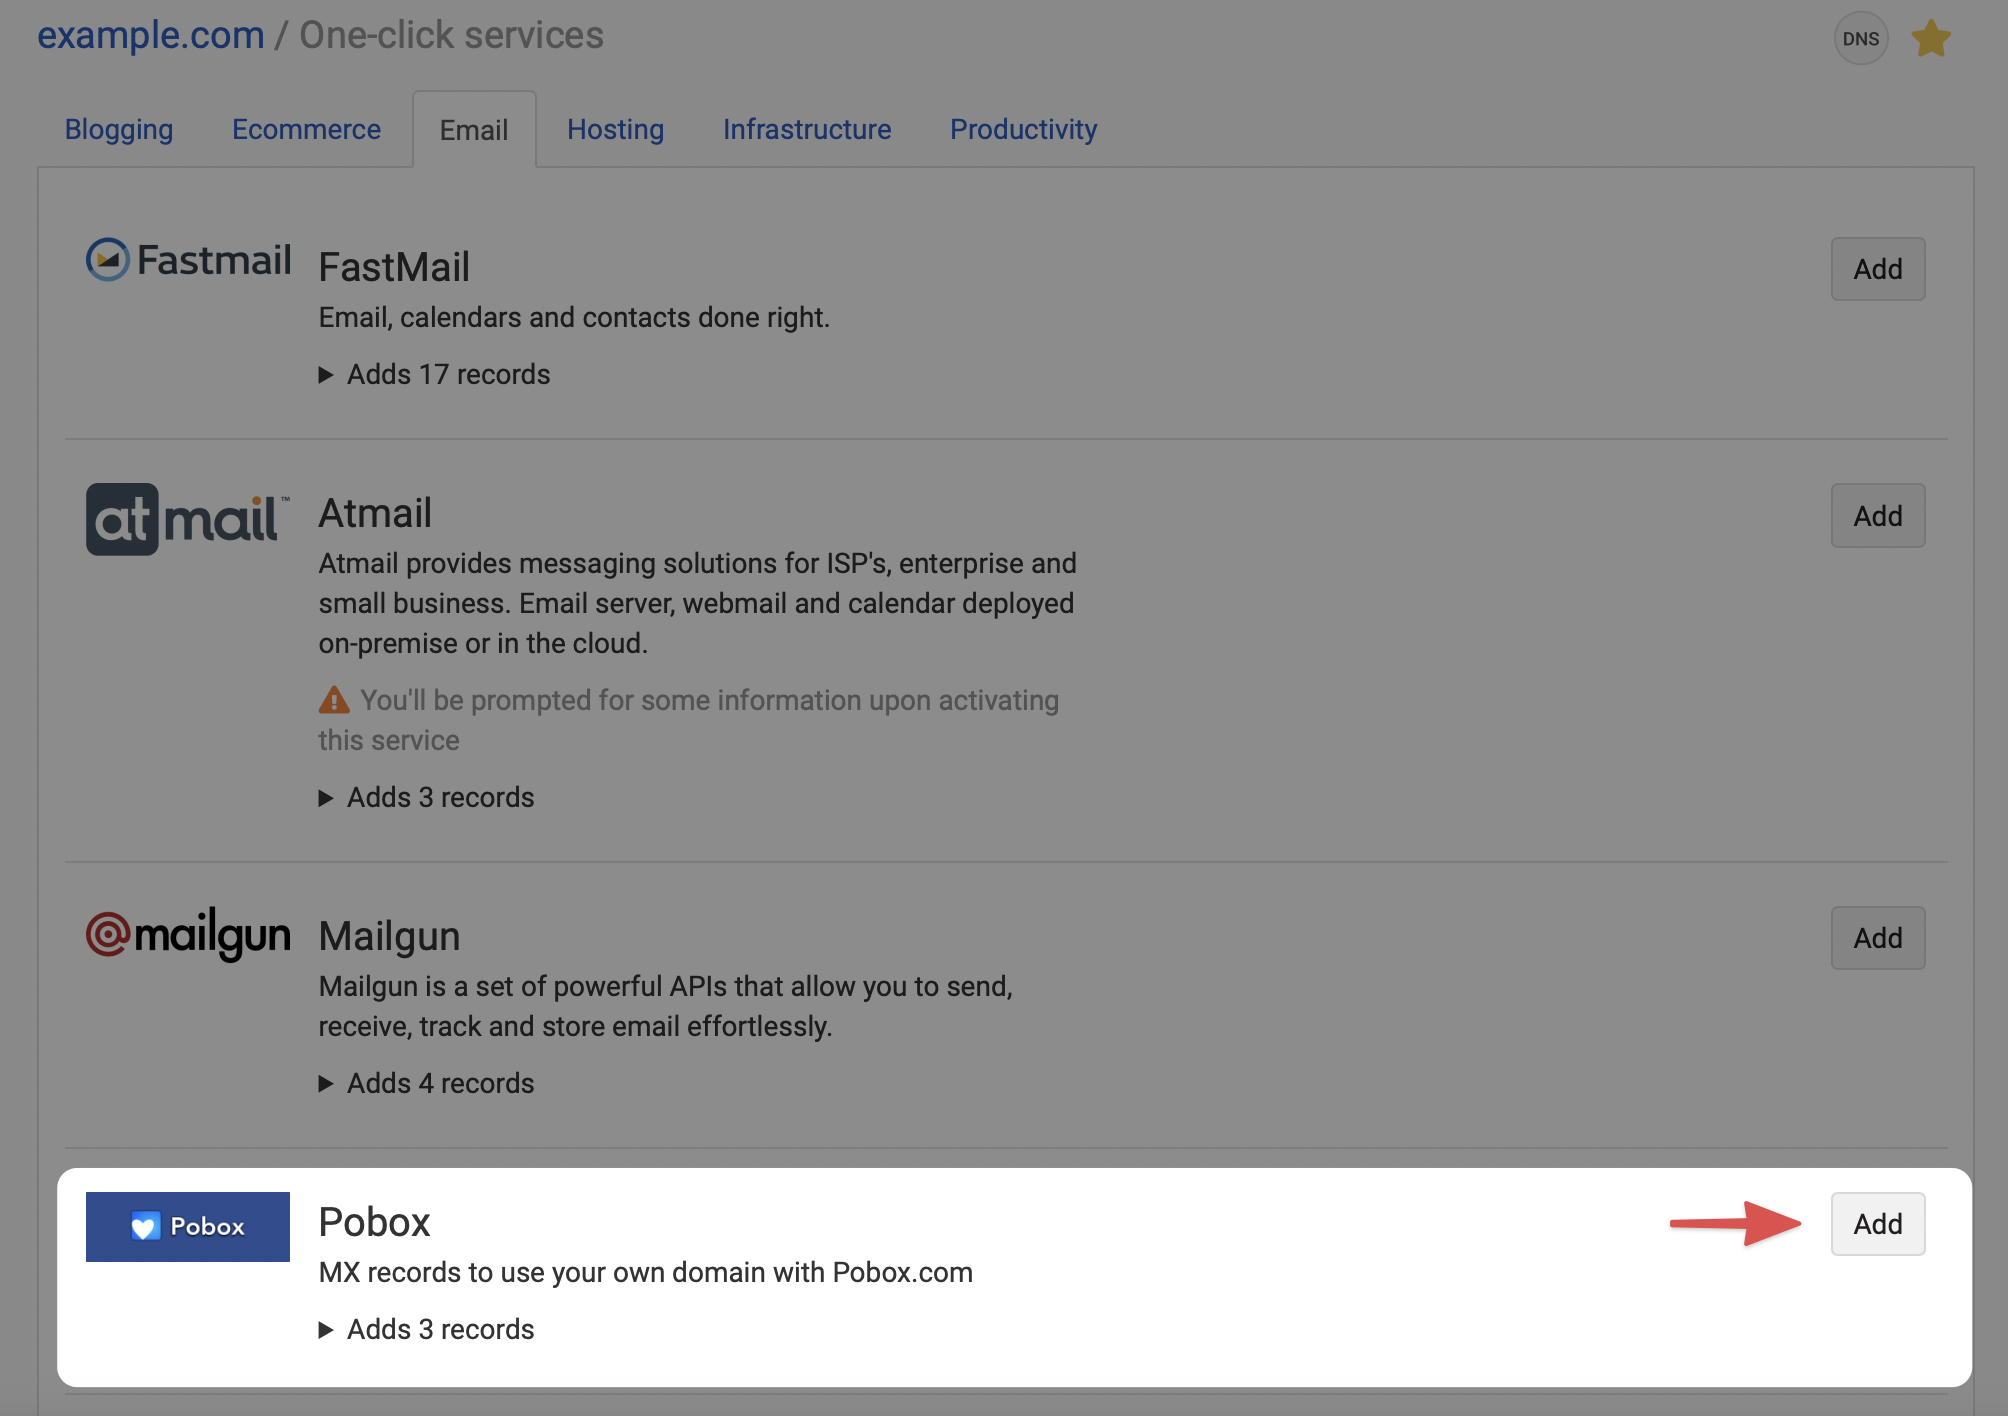 example.com / One-click services
DNS
Blogging Ecommerce Email Hosting Infrastructure Productivity
Fastmail
FastMail
Add
Email, calendars and contacts done right.
Adds 17 records
atmail™
Atmail
Add
Atmail provides messaging solutions for ISP's, enterprise and
small business. Email server, webmail and calendar deployed
on-premise or in the cloud.
You'll be prompted for some information upon activating
this service
Adds 3 records
@mailgun
Mailgun
Add
Mailgun is a set of powerful APIs that allow you to send,
receive, track and store email effortlessly.
Adds 4 records
Pobox
Pobox
Add
MX records to use your own domain with Pobox.com
Adds 3 records